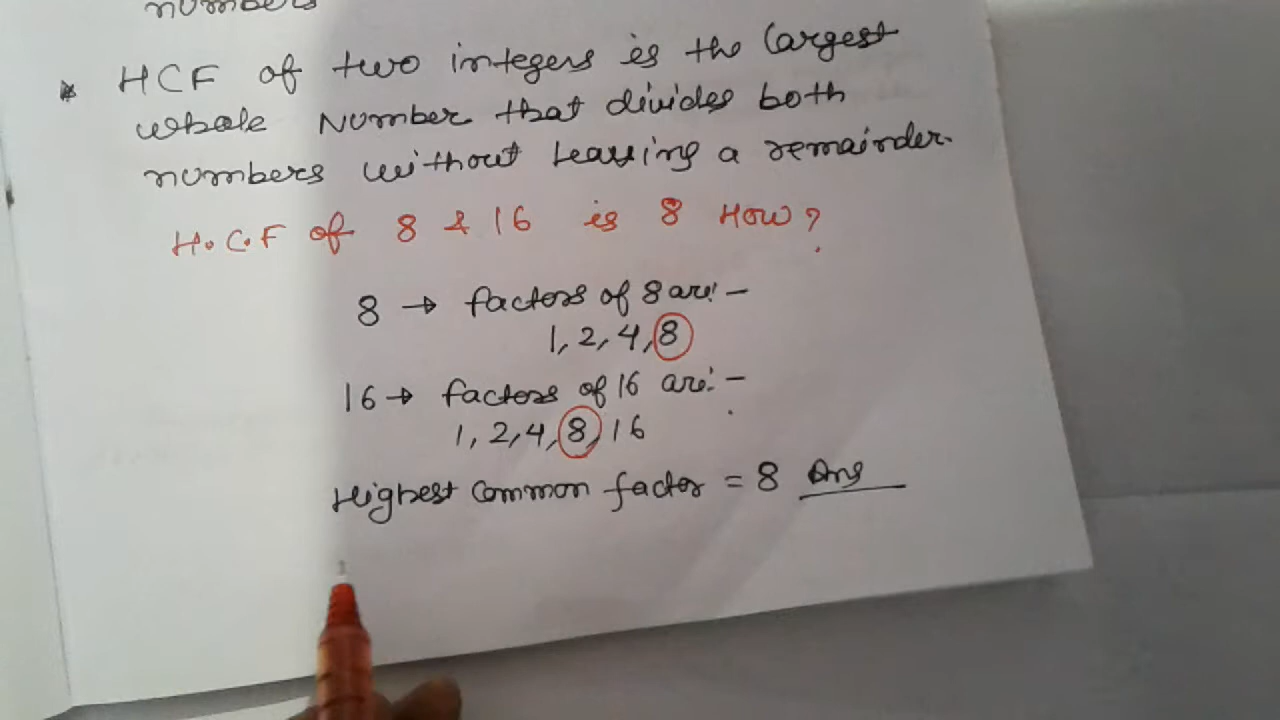 numbers
* HCF of two integers is the largest
whole Number that divides both
numbers without leaving a remainder.
H.C.F of 8 & 16 is 8 How?
8 → factors of 8 are:-
1, 2, 4, 8
16 → factors of 16 are:-
1, 2, 4, 8, 16
Highest Common factor = 8 Ans